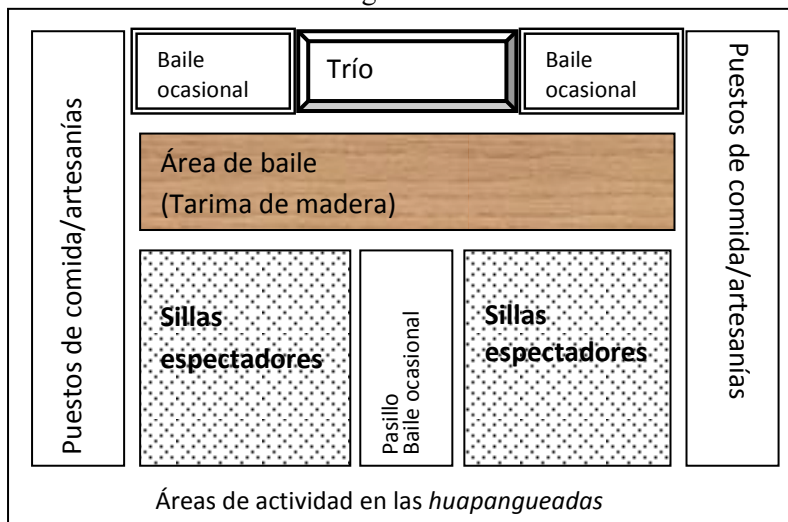 Puestos de comida/artesanías
Baile
ocasional
Trío
Baile
ocasional
Puestos de comida/artesanías
Área de baile
(Tarima de madera)
Sillas
espectadores
Pasillo
Baile ocasional
Sillas
espectadores
Áreas de actividad en las huapangueadas